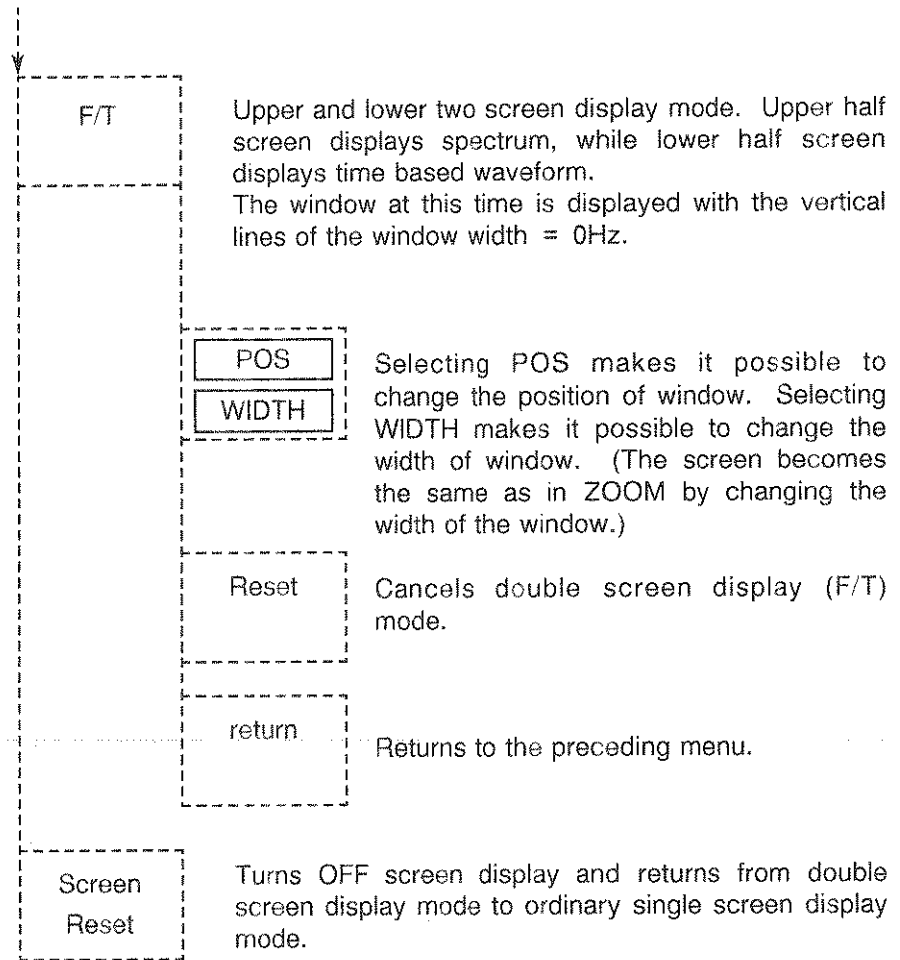 F/T
Upper and lower two screen display mode. Upper half
screen displays spectrum, while lower half screen
displays time based waveform.
The window at this time is displayed with the vertical
lines of the window width = 0Hz.
POS
WIDTH
Selecting POS makes it possible to
change the position of window. Selecting
WIDTH makes it possible to change the
width of window. (The screen becomes
the same as in ZOOM by changing the
width of the window.)
Reset
Cancels double screen display (F/T)
mode.
return
Returns to the preceding menu.
Screen
Reset
Turns OFF screen display and returns from double
screen display mode to ordinary single screen display
mode.